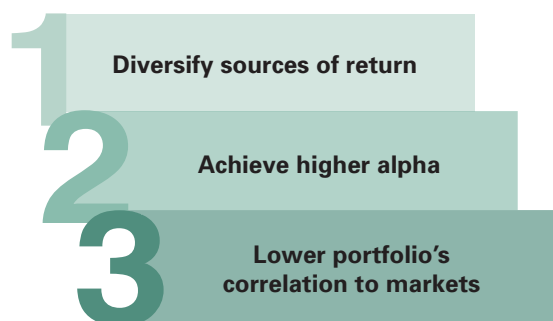 1
Diversify sources of return
2
Achieve higher alpha
3
Lower portfolio's
correlation to markets